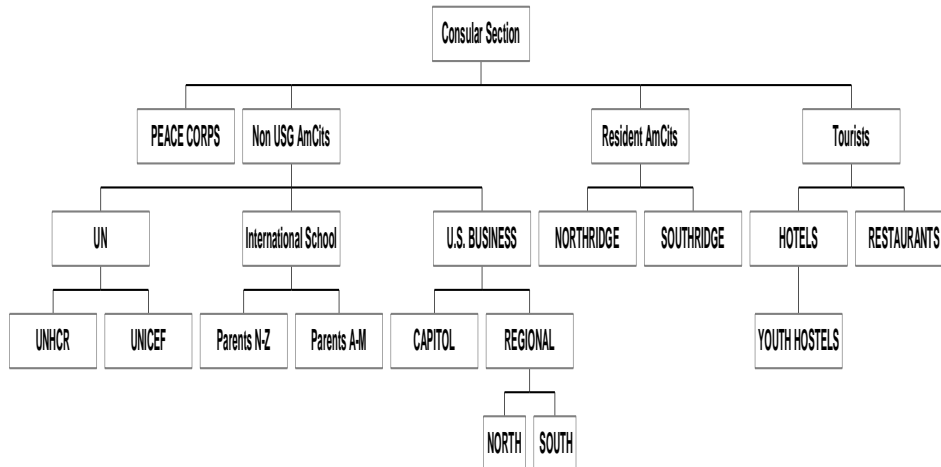 Consular Section
PEACE CORPS
Non USG AmCits
Resident AmCits
Tourists
UN
International School
U.S. BUSINESS
NORTHRIDGE
SOUTHRIDGE
HOTELS
RESTAURANTS
UNHCR
UNICEF
Parents N-Z
Parents A-M
CAPITOL
REGIONAL
YOUTH HOSTELS
NORTH
SOUTH